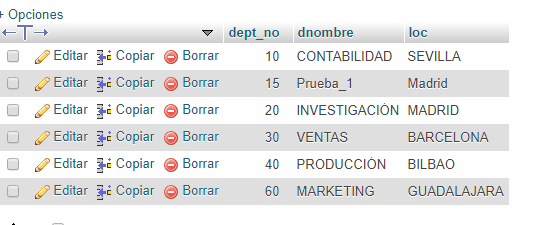 + Opciones
dept_no dnombre loc
Editar Copiar Borrar 10 CONTABILIDAD SEVILLA
Editar Copiar Borrar 15 Prueba_1 Madrid
Editar Copiar Borrar 20 INVESTIGACIÓN MADRID
Editar Copiar Borrar 30 VENTAS BARCELONA
Editar Copiar Borrar 40 PRODUCCIÓN BILBAO
Editar Copiar Borrar 60 MARKETING GUADALAJARA